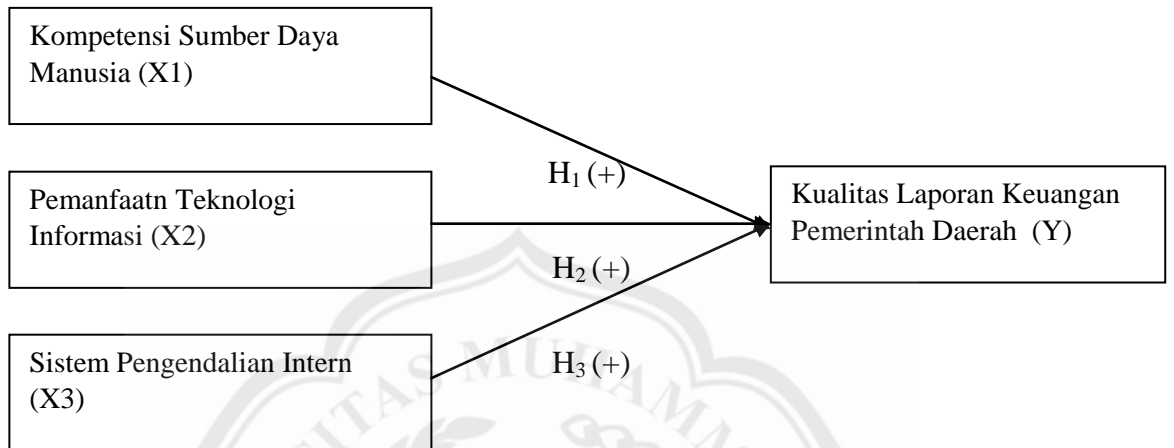 Kompetensi Sumber Daya
Manusia (X1)
H₁ (+)
Pemanfaatn Teknologi
Informasi (X2)
Kualitas Laporan Keuangan
Pemerintah Daerah (Y)
H₂ (+)
Sistem Pengendalian Intern
(X3)
H₃ (+)